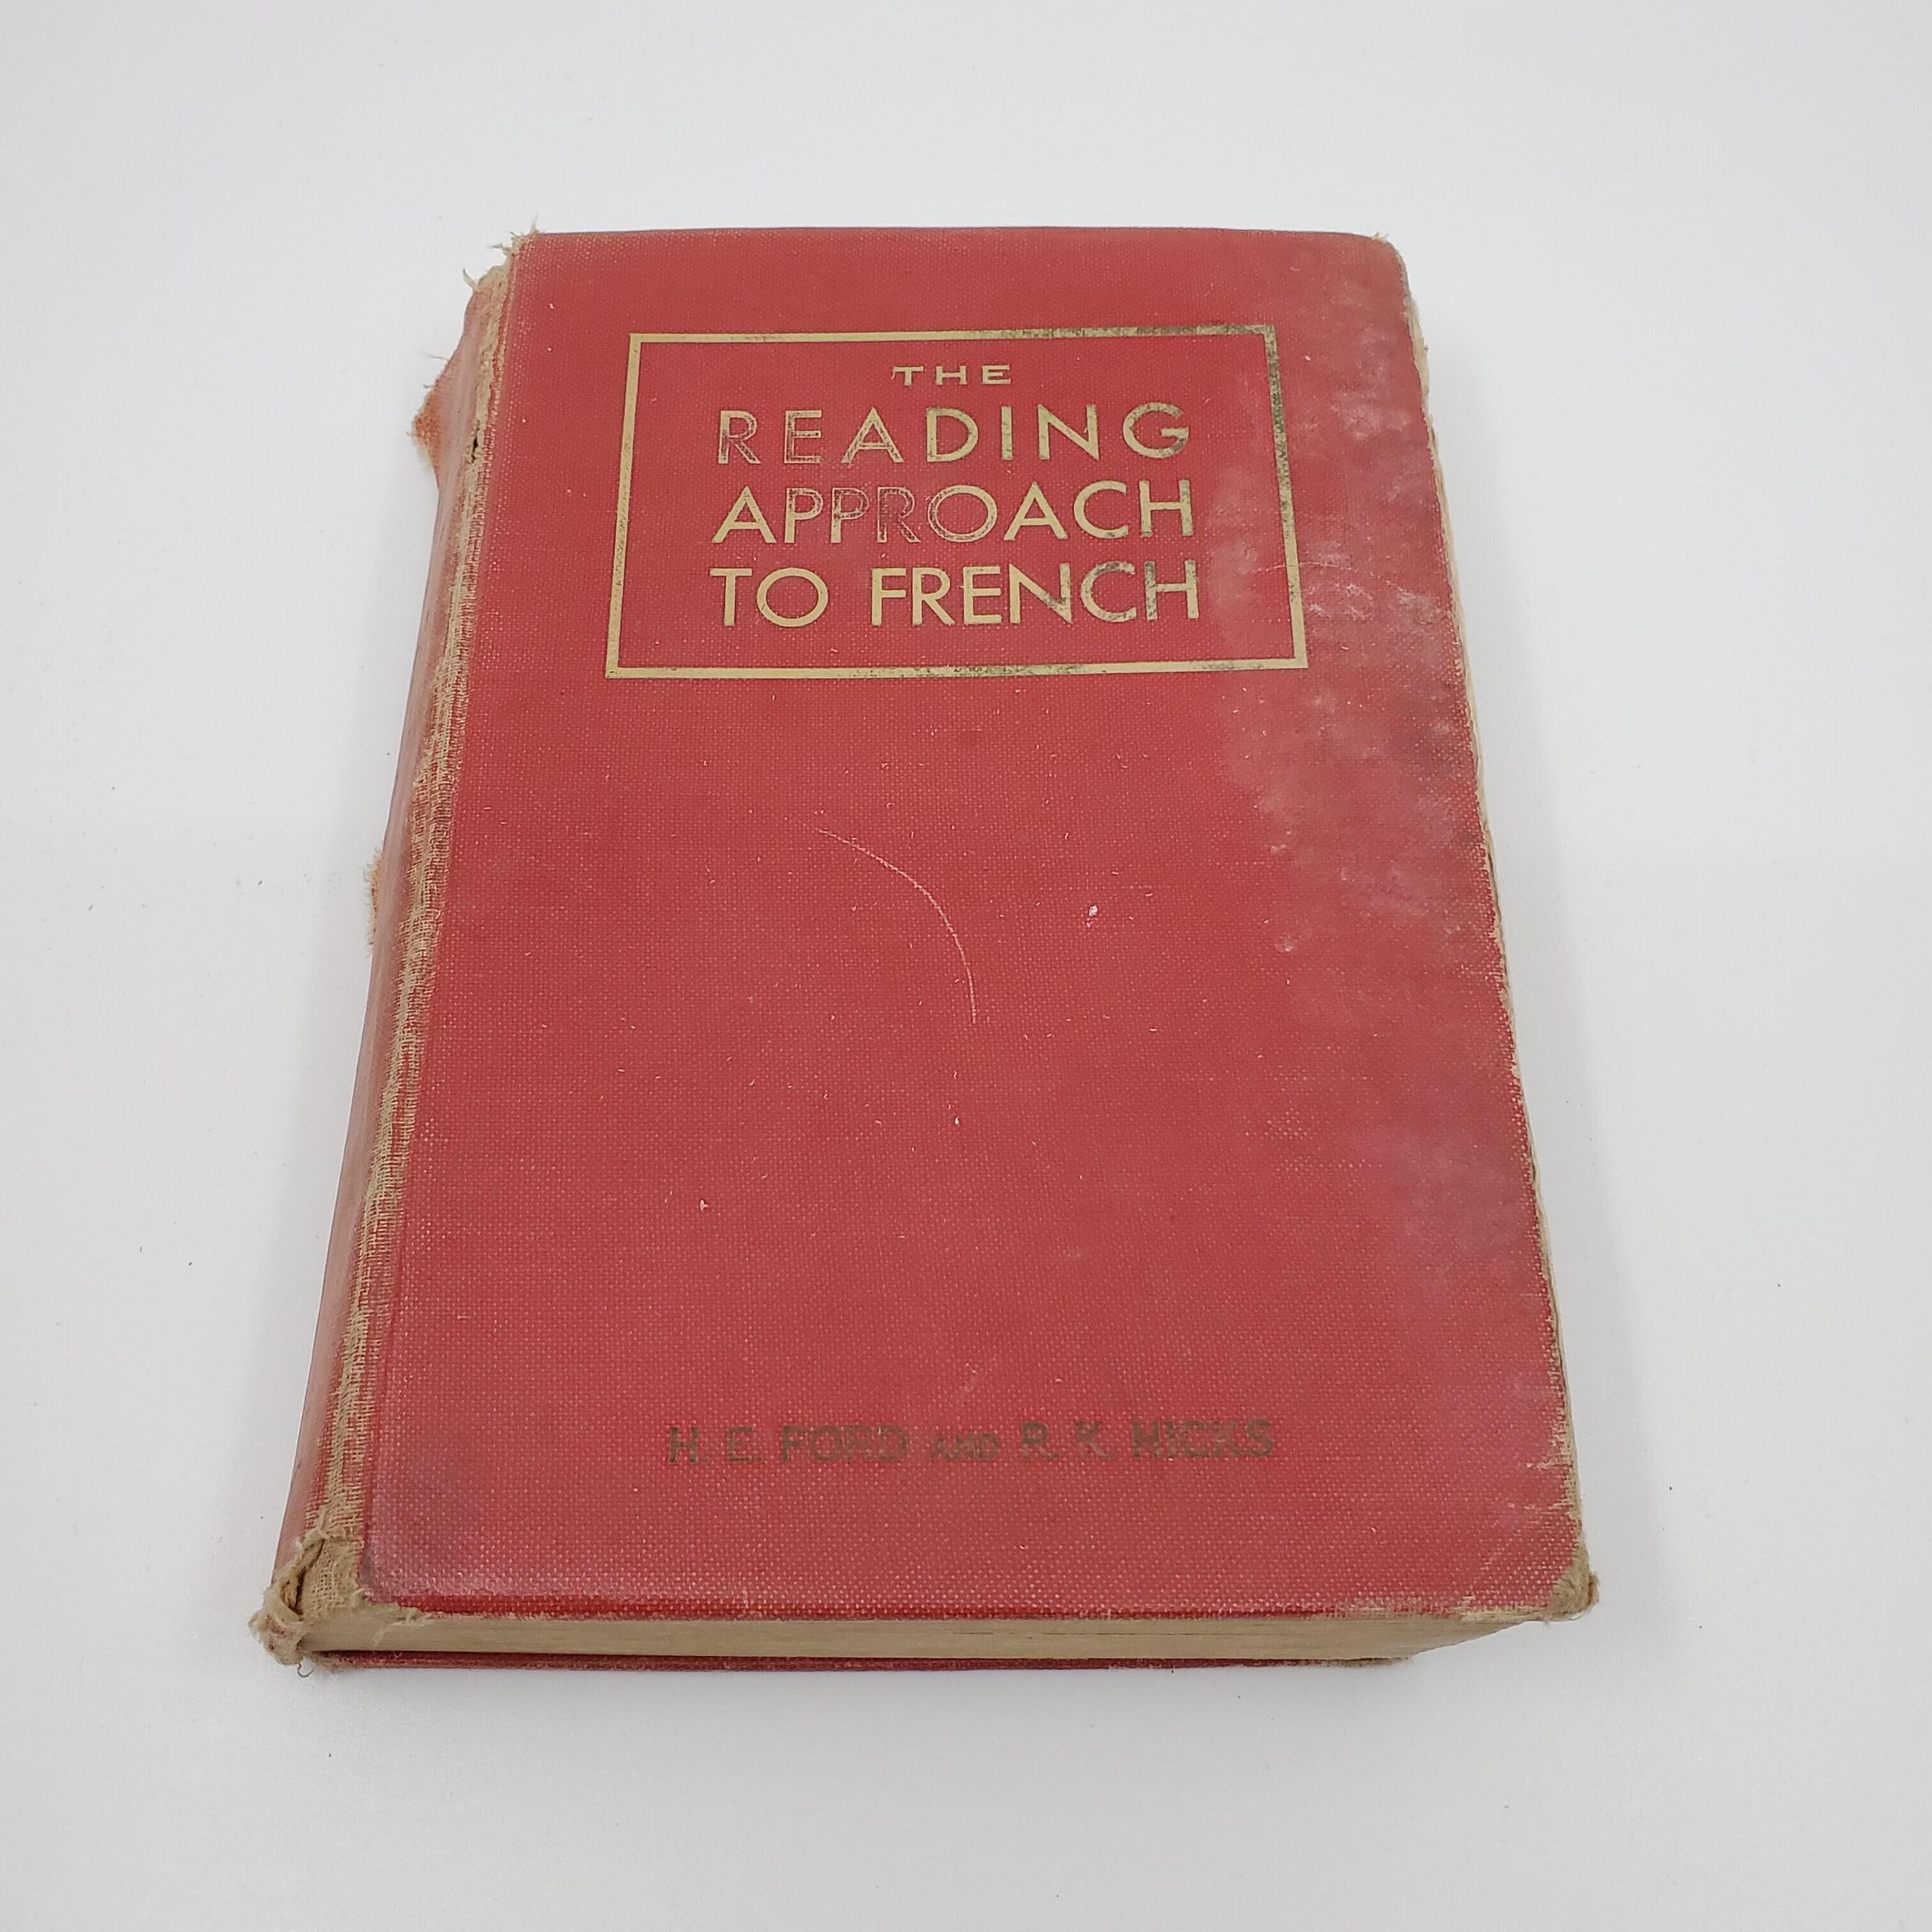 THE
READING
APPROACH
TO FRENCH
H. E. FORD AND R. K. HICKS